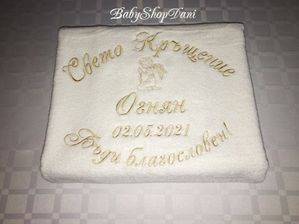 BabyShopDani
Свето Кръщение
Огнян
02.05.2021
Бъди благословен!